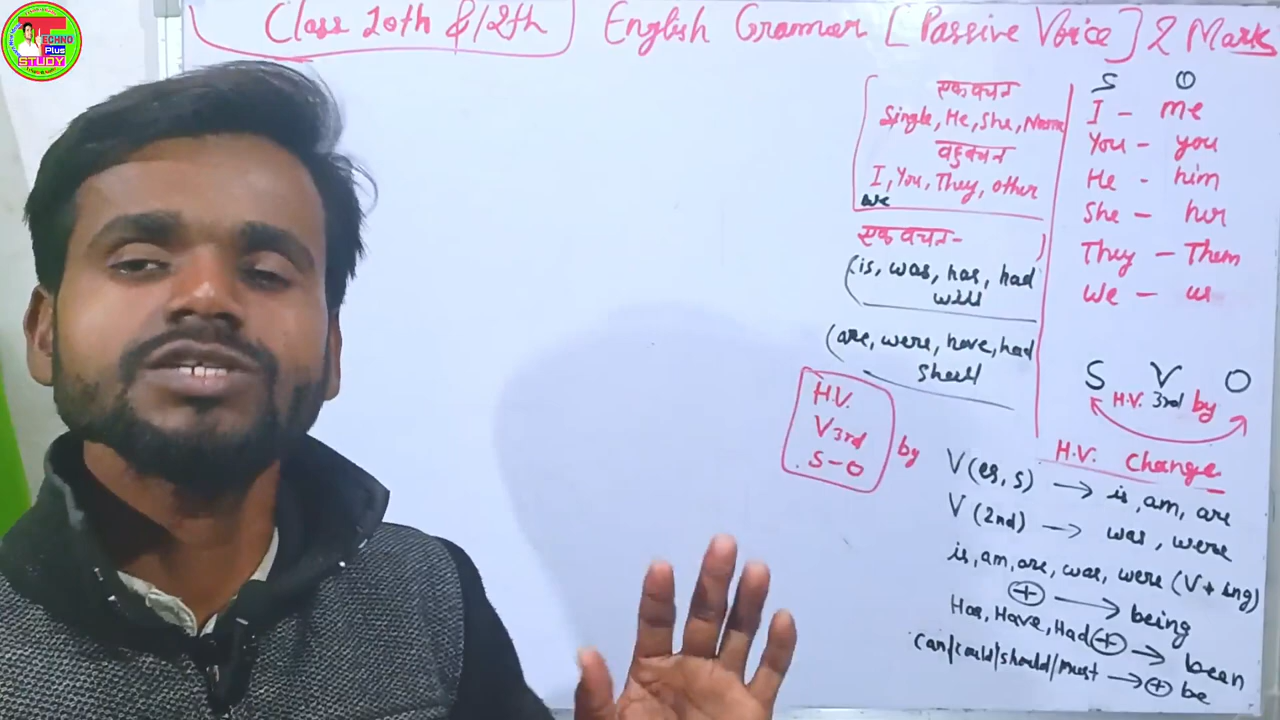 TECHNO
Plus
STUDY
Class 10th & 12th English Grammar [Passive Voice] 2 Mark
एकवचन
Single, He, She, Name
बहुवचन
I, You, They, other
we
एकवचन-
(is, was, has, had
will
(are, were, have, had
shall
H.V.
V 3rd
S-O
by
S O
I - me
You - you
He - him
She - her
They - Them
We - us
S V O
H.V. 3rd by
H.V. Change
V(es, s) → is, am, are
V(2nd) → was, were
is, am, are, was, were (V+ing)
+ → being
Has, Have, Had + → been
can/could/should/must → + be